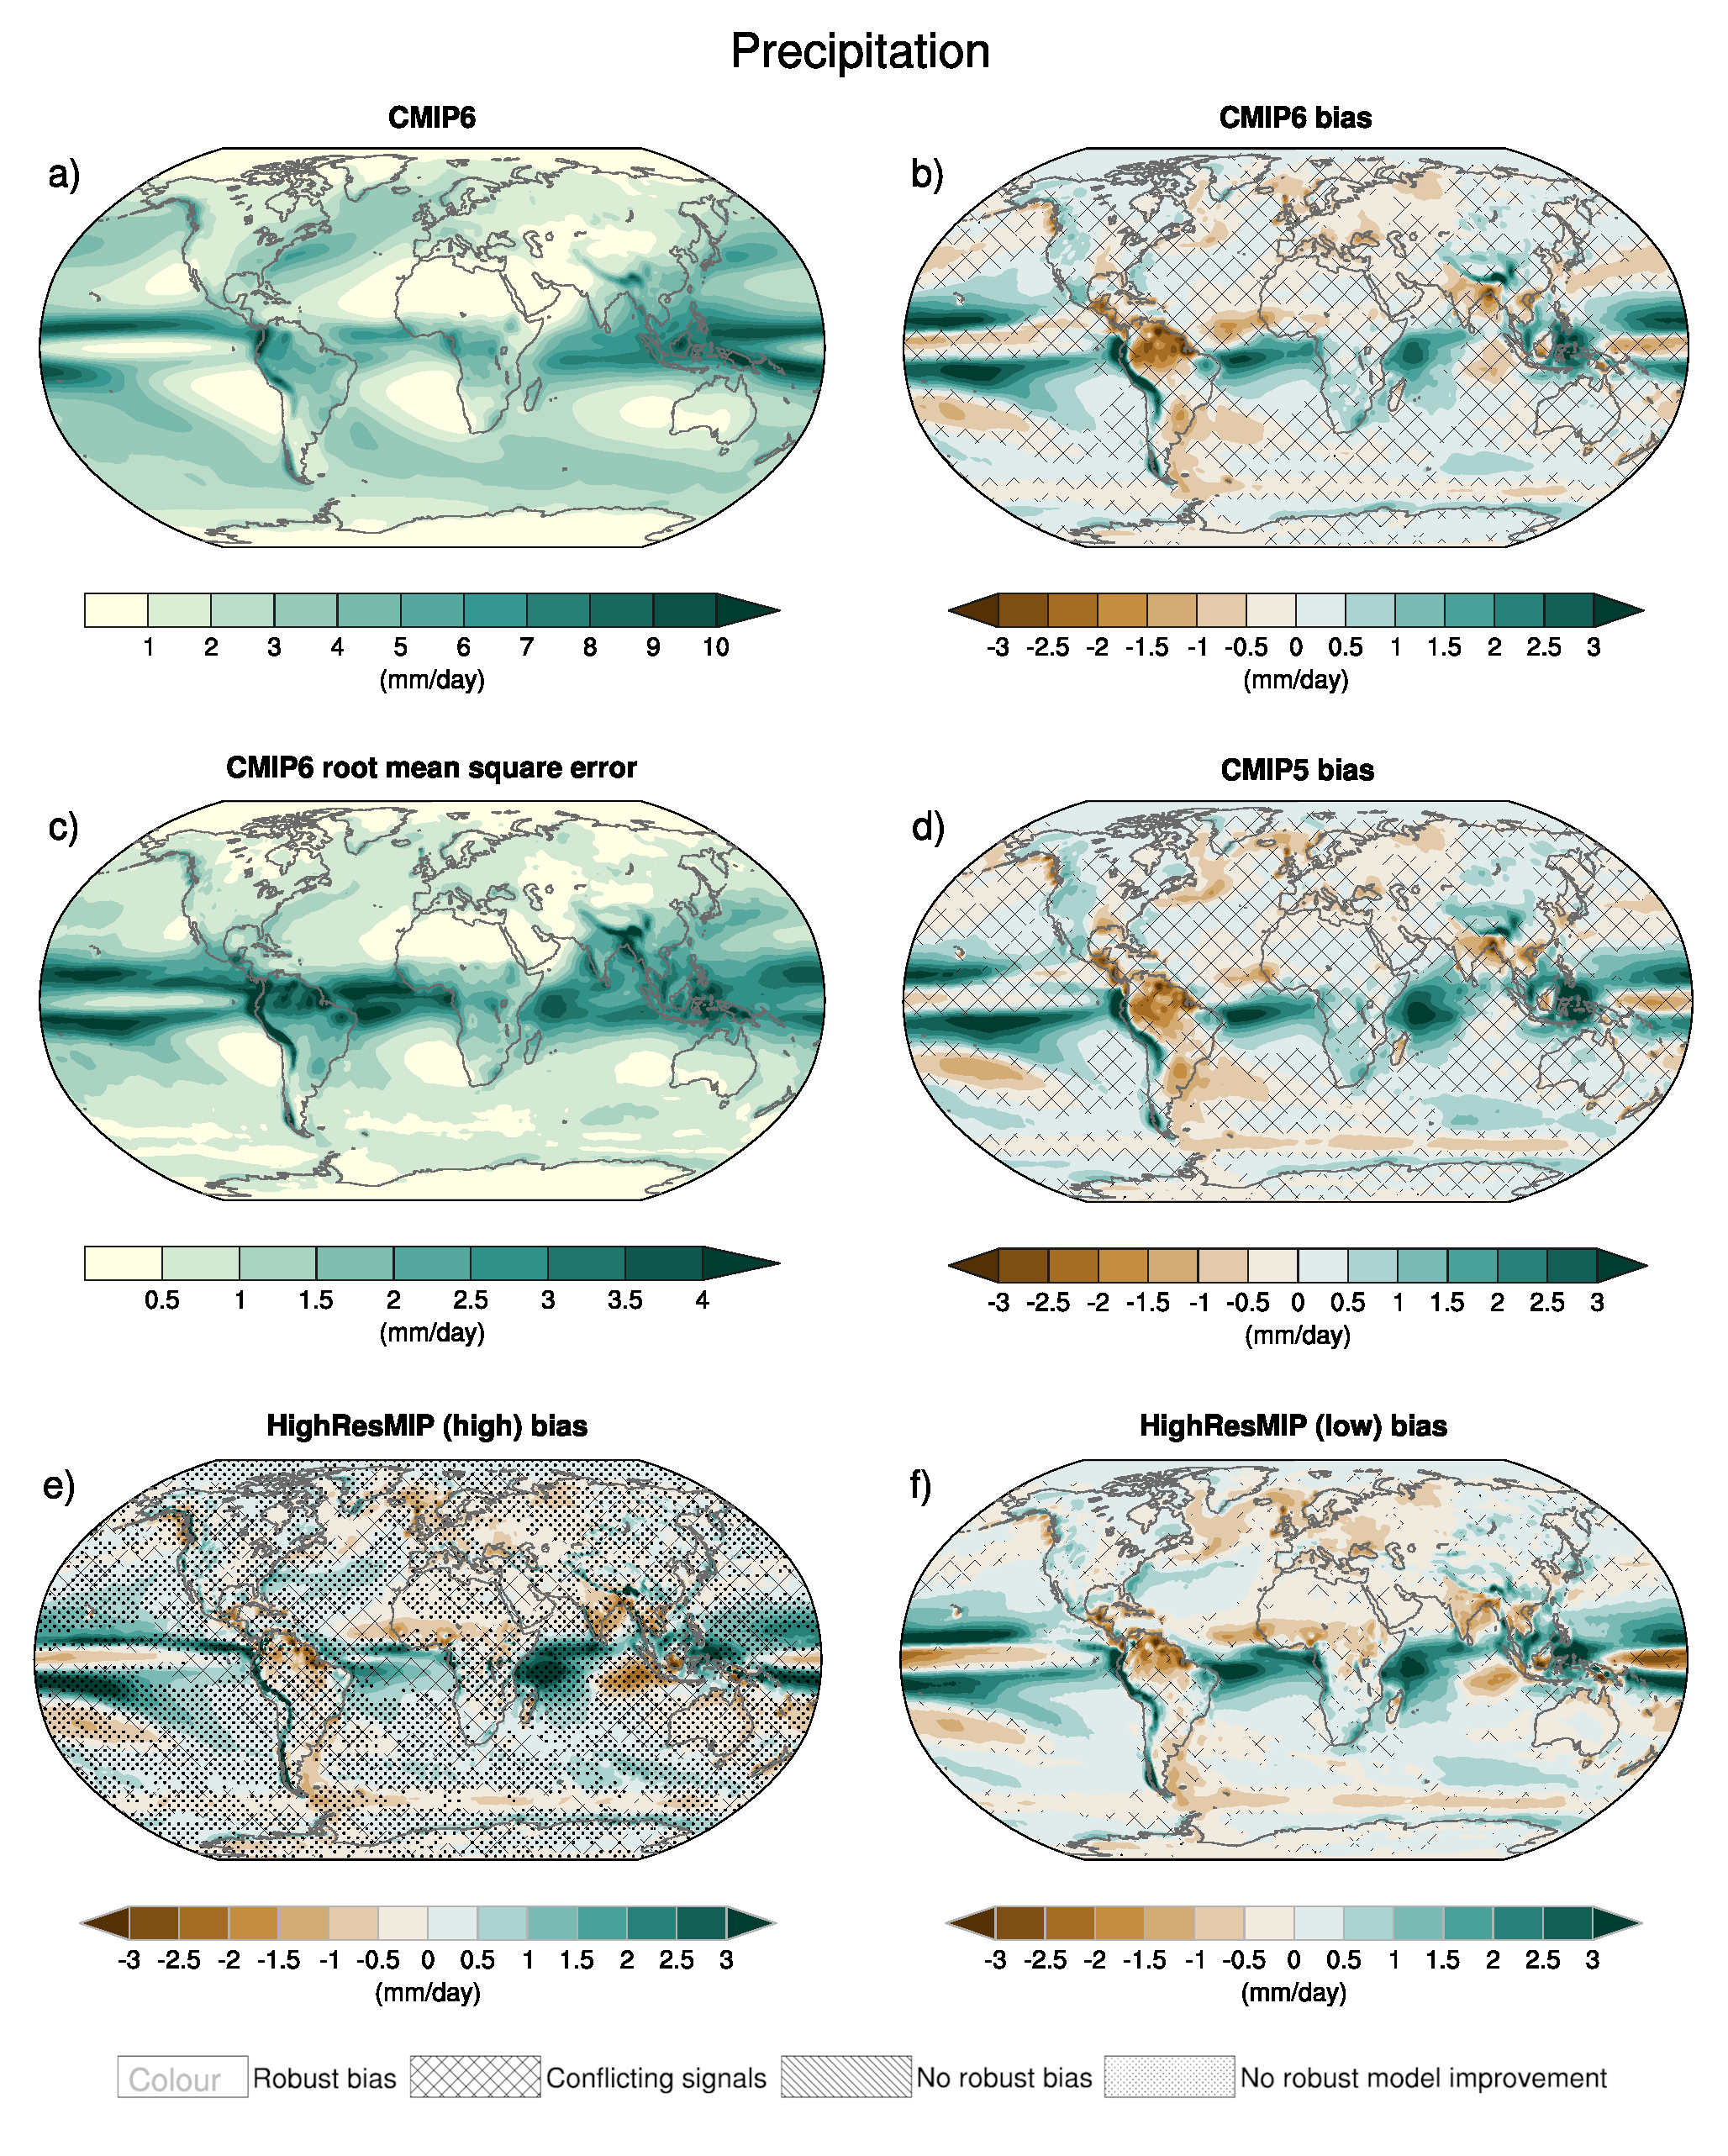 Precipitation
CMIP6
CMIP6 bias
a)
b)
1 2 3 4 5 6 7 8 9 10
(mm/day)
-3 -2.5 -2 -1.5 -1 -0.5 0 0.5 1 1.5 2 2.5 3
(mm/day)
CMIP6 root mean square error
CMIP5 bias
c)
d)
0.5 1 1.5 2 2.5 3 3.5 4
(mm/day)
-3 -2.5 -2 -1.5 -1 -0.5 0 0.5 1 1.5 2 2.5 3
(mm/day)
HighResMIP (high) bias
HighResMIP (low) bias
e)
f)
-3 -2.5 -2 -1.5 -1 -0.5 0 0.5 1 1.5 2 2.5 3
(mm/day)
-3 -2.5 -2 -1.5 -1 -0.5 0 0.5 1 1.5 2 2.5 3
(mm/day)
Colour Robust bias Conflicting signals No robust bias No robust model improvement